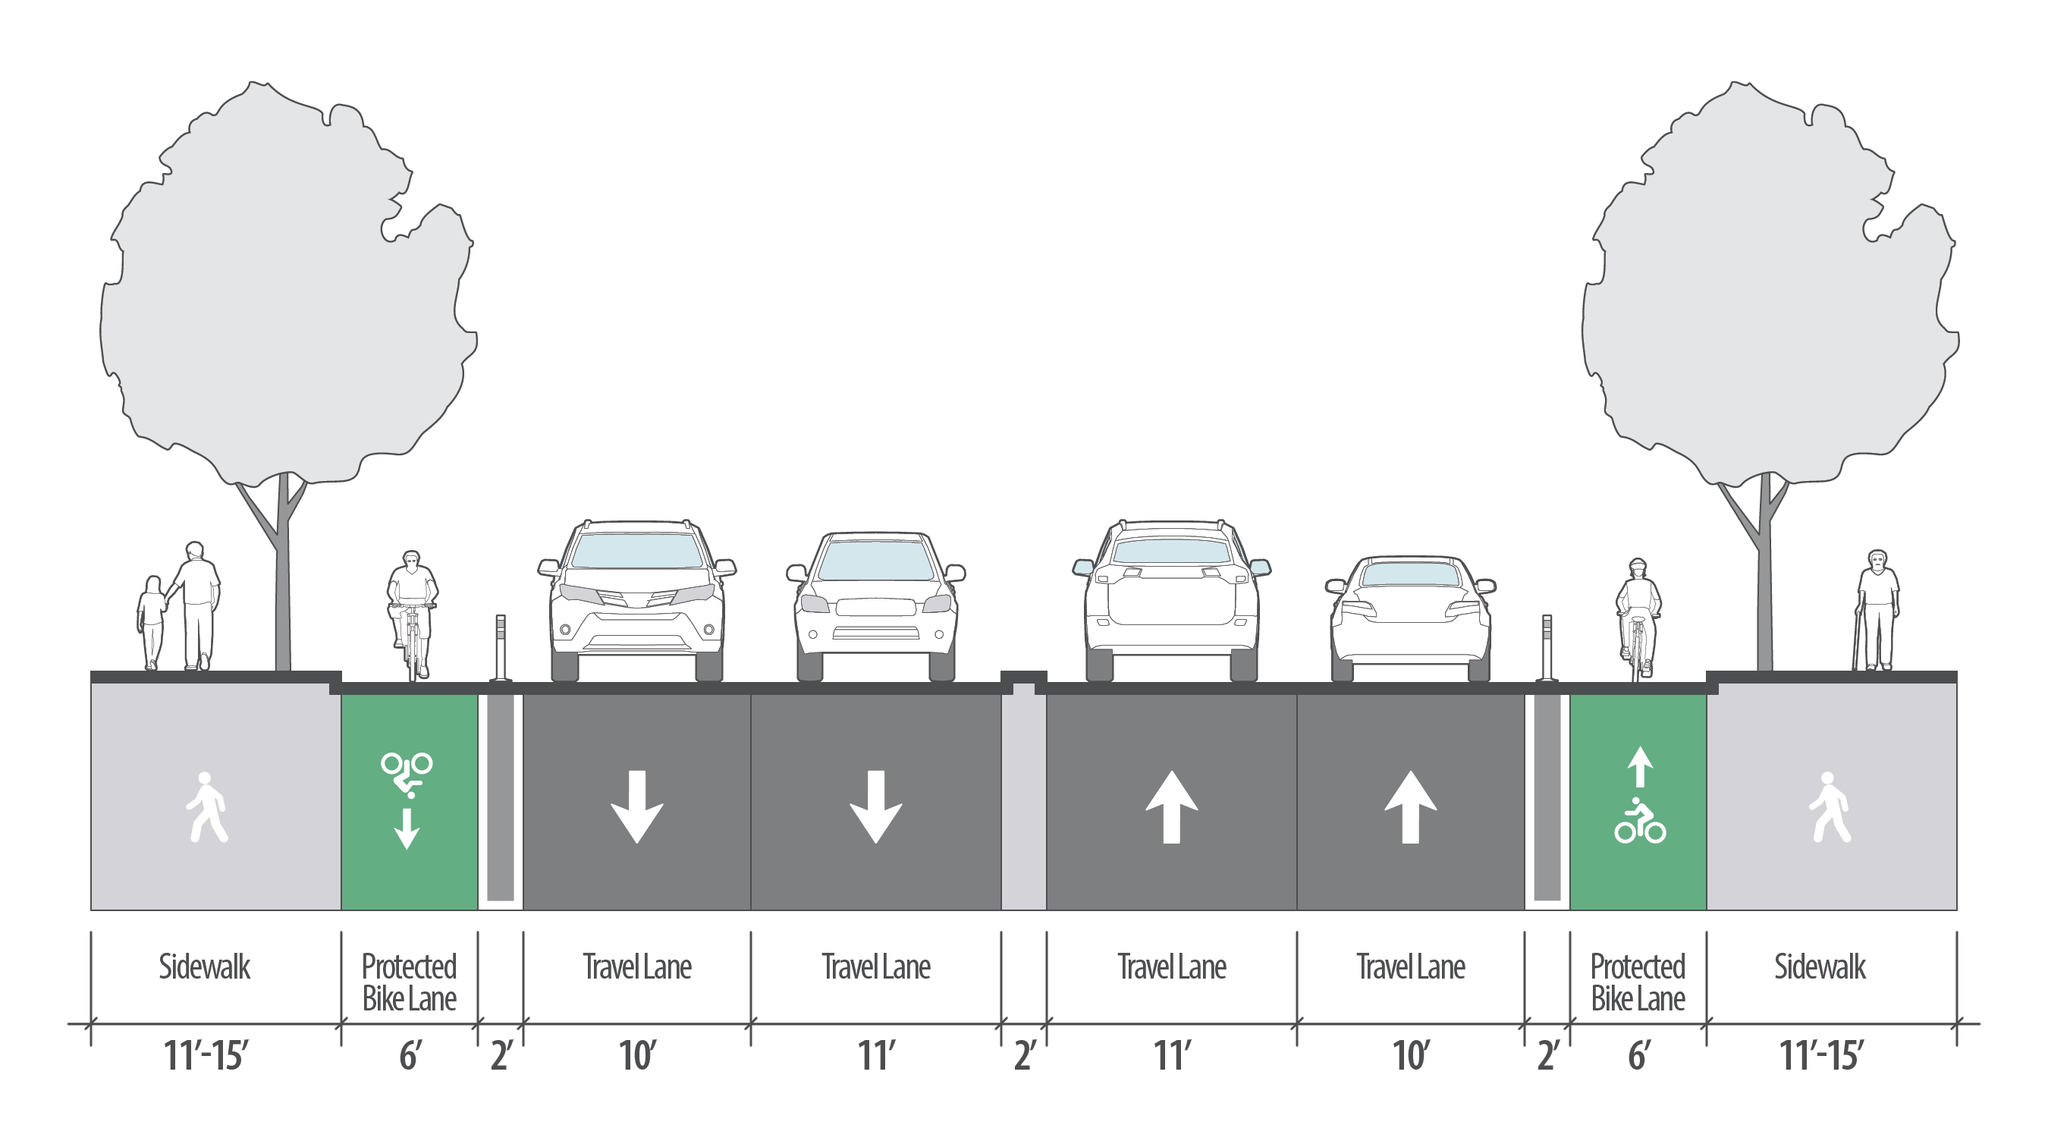 Sidewalk
Protected
Bike Lane
Travel Lane
Travel Lane
Travel Lane
Travel Lane
Protected
Bike Lane
Sidewalk
11’-15’ 6’ 2’ 10’ 11’ 2’ 11’ 10’ 2’ 6’ 11’-15’